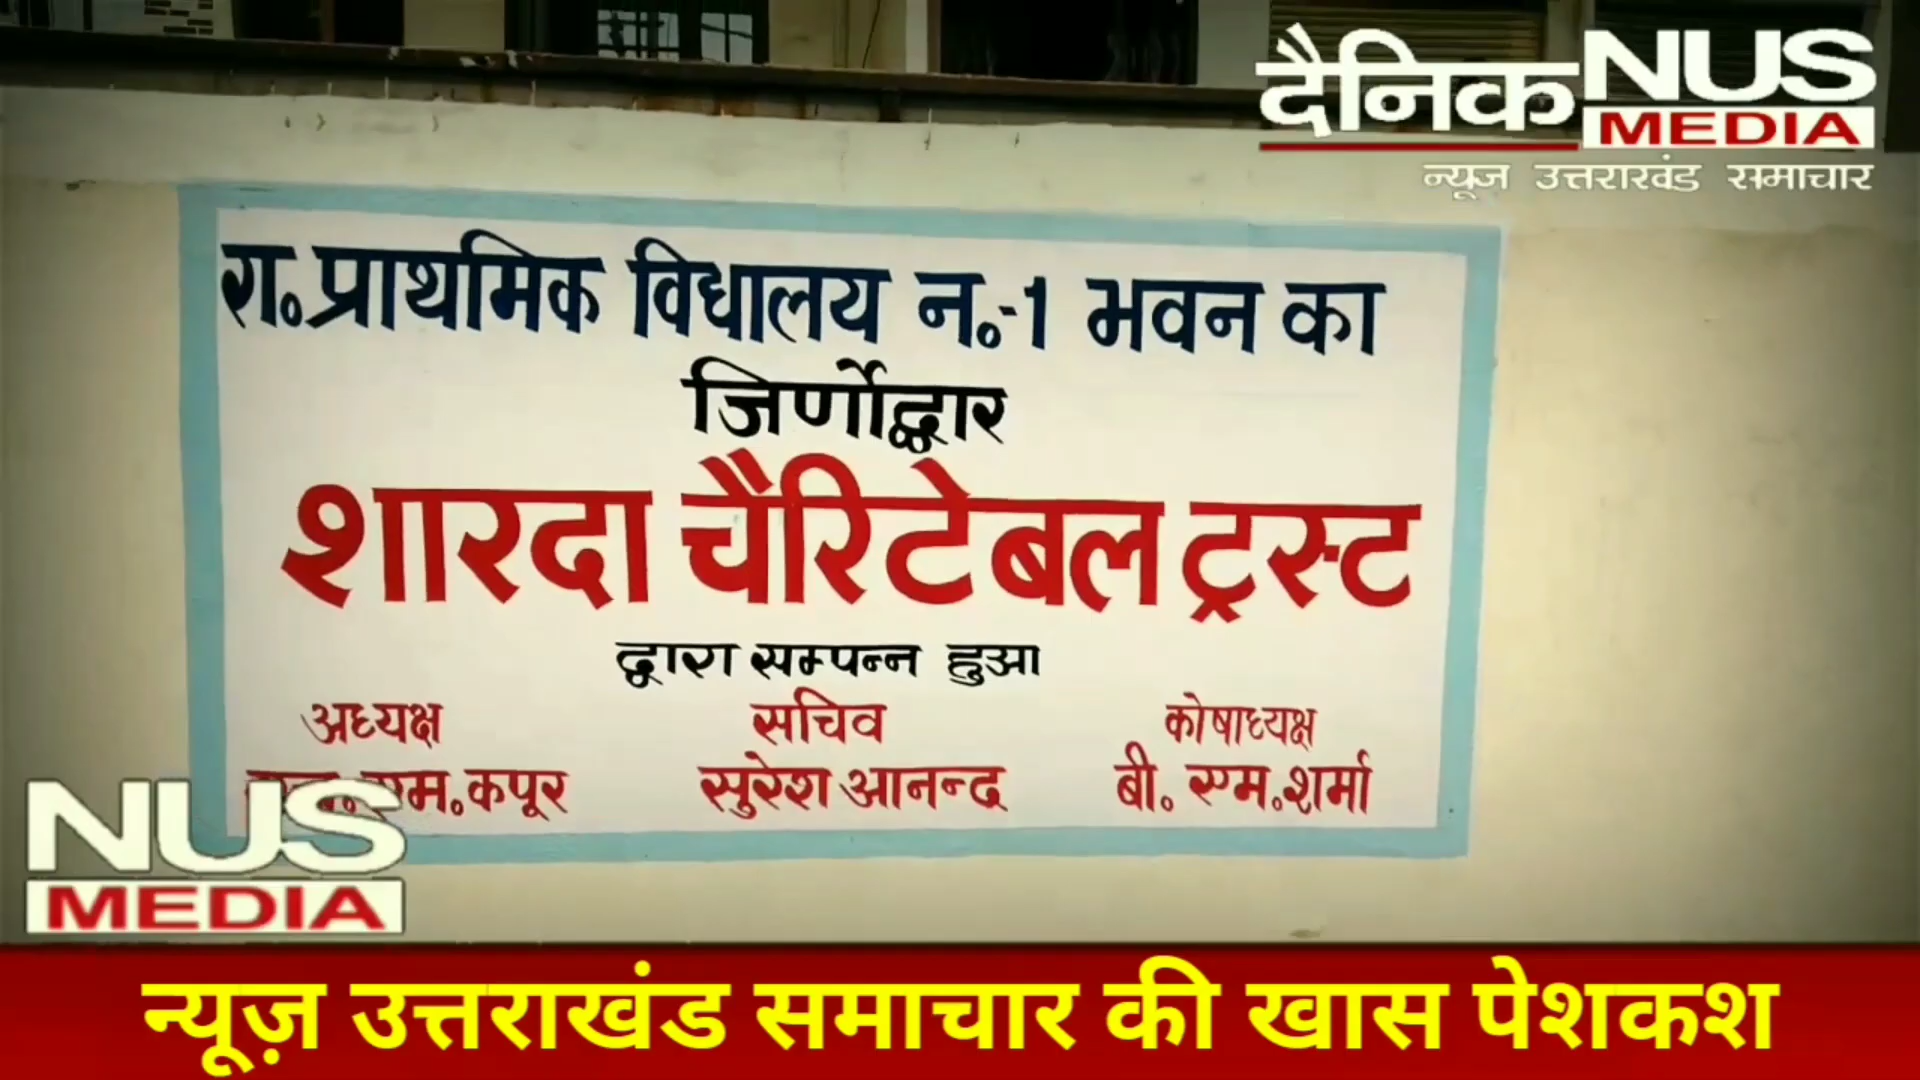 दैनिक NUS
MEDIA
न्यूज उत्तराखंड समाचार
रा.प्राथमिक विधालय न.-1 भवन का
जिर्णोद्वार
शारदा चैरिटेबल ट्रस्ट
द्वारा सम्पन्न हुआ
अध्यक्ष सचिव कोषाध्यक्ष
एम.कपूर सुरेश आनन्द बी. एम.शर्मा
NUS
MEDIA
न्यूज़ उत्तराखंड समाचार की खास पेशकश